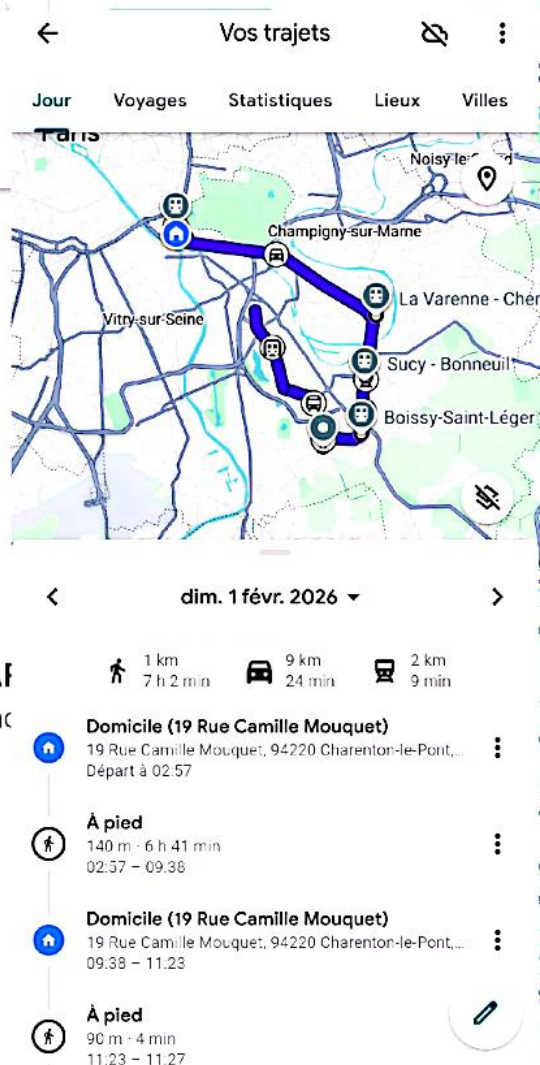 Vos trajets
Jour
Voyages
Statistiques
Lieux
Villes
Paris
Champigny-sur-Marne
La Varenne - Chen
Vitry-sur-Seine
Sucy - Bonneuil
Boissy-Saint-Léger
dim. 1 févr. 2026
1 km
7 h 2 min
9 km
24 min
2 km
9 min
Domicile (19 Rue Camille Mouquet)
19 Rue Camille Mouquet, 94220 Charenton-le-Pont,...
Départ à 02:57
À pied
140 m · 6 h 41 min
02:57 – 09:38
Domicile (19 Rue Camille Mouquet)
19 Rue Camille Mouquet, 94220 Charenton-le-Pont,...
09:38 – 11:23
À pied
90 m · 4 min
11:23 – 11:27